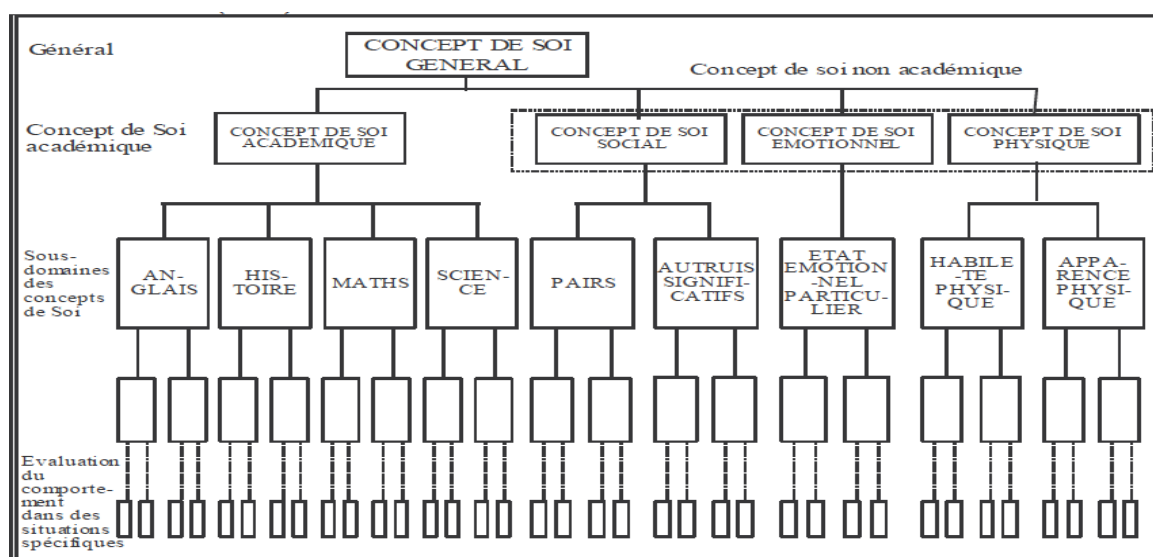 Général
CONCEPT DE SOI
GENERAL
Concept de soi non académique
Concept de Soi
académique
CONCEPT DE SOI
ACADEMIQUE
CONCEPT DE SOI
SOCIAL
CONCEPT DE SOI
EMOTIONNEL
CONCEPT DE SOI
PHYSIQUE
Sous-
domaines
des
concepts
de Soi
AN-
GLAIS
HIS-
TOIRE
MATHS
SCIEN-
CE
PAIRS
AUTRUIS
SIGNIFI-
CATIFS
ETAT
EMOTION-
-NEL
PARTICU-
LIER
HABILE-
-TE
PHYSI-
QUE
APPA-
RENCE
PHYSI-
QUE
Evaluation
du
comporte-
ment
dans des
situations
spécifiques